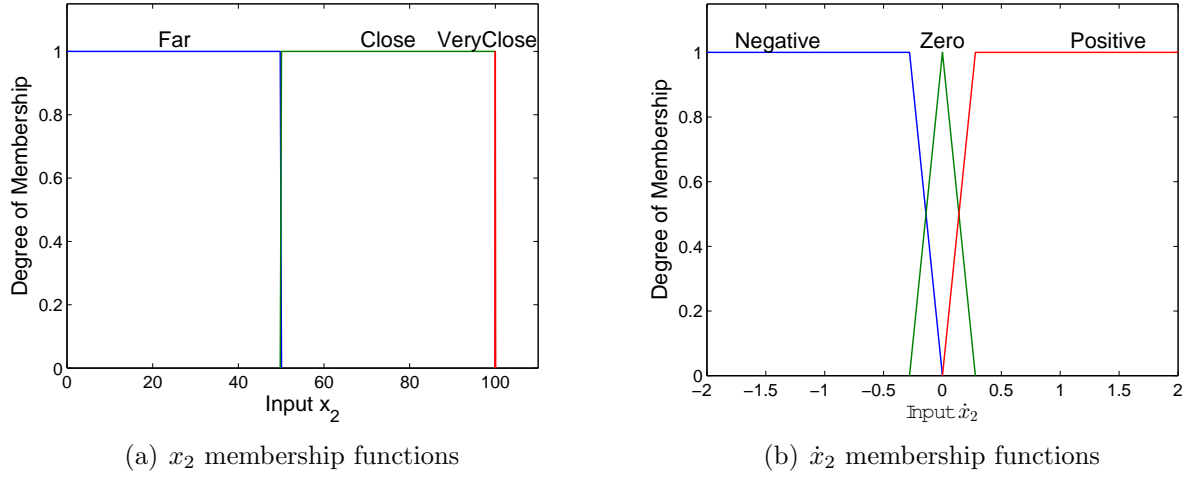 Far Close VeryClose
1
0.8
0.6
0.4
0.2
0
Degree of Membership
0 20 40 60 80 100
Input x₂
(a) x₂ membership functions
Negative Zero Positive
1
0.8
0.6
0.4
0.2
0
Degree of Membership
−2 −1.5 −1 −0.5 0 0.5 1 1.5 2
Input ẋ₂
(b) ẋ₂ membership functions